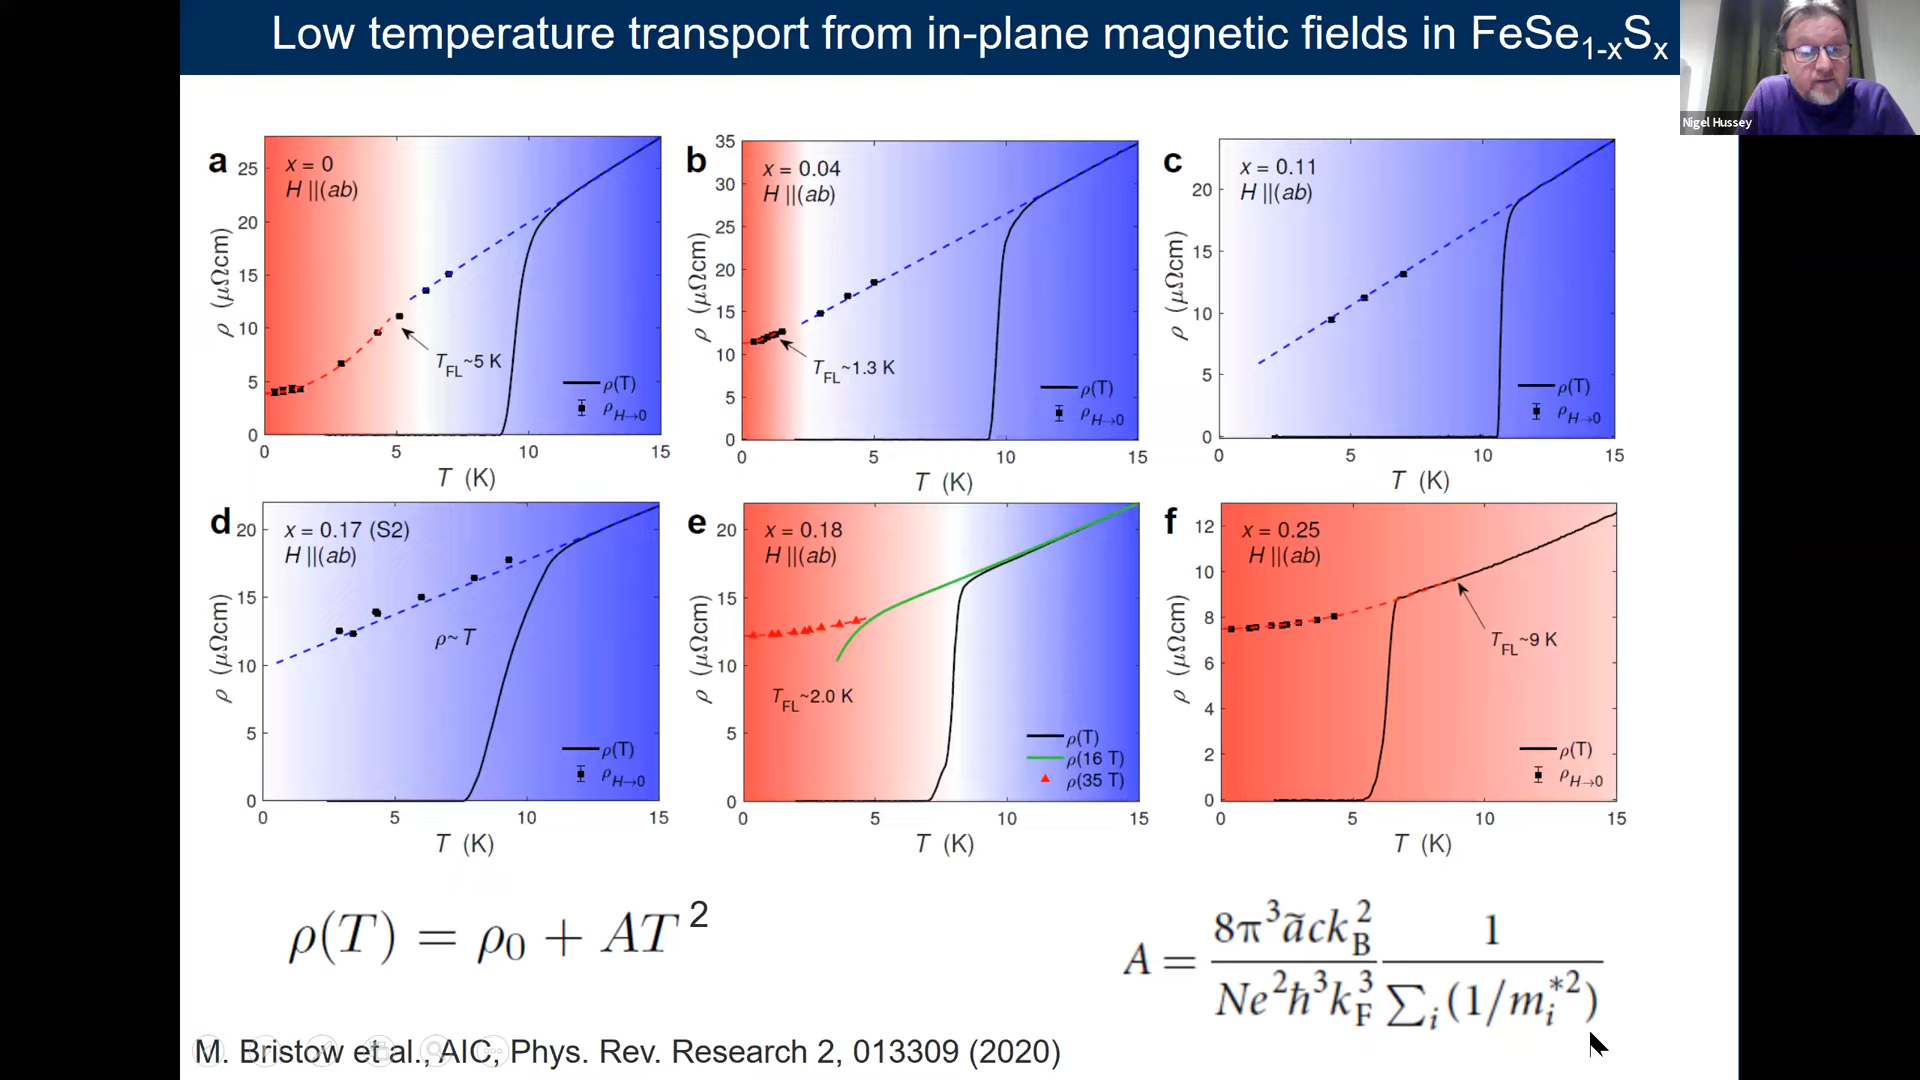 Low temperature transport from in-plane magnetic fields in FeSe₁₋ₓSₓ
Nigel Hussey
a
x = 0
H ||(ab)
25
20
15
10
5
0
ρ (μΩcm)
T_FL~5 K
ρ(T)
ρ_H→0
0 5 10 15
T (K)
b
x = 0.04
H ||(ab)
35
30
25
20
15
10
5
0
ρ (μΩcm)
T_FL~1.3 K
ρ(T)
ρ_H→0
0 5 10 15
T (K)
c
x = 0.11
H ||(ab)
20
15
10
5
0
ρ (μΩcm)
ρ(T)
ρ_H→0
0 5 10 15
T (K)
d
x = 0.17 (S2)
H ||(ab)
20
15
10
5
0
ρ (μΩcm)
ρ~T
ρ(T)
ρ_H→0
0 5 10 15
T (K)
e
x = 0.18
H ||(ab)
20
15
10
5
0
ρ (μΩcm)
T_FL~2.0 K
ρ(T)
ρ(16 T)
ρ(35 T)
0 5 10 15
T (K)
f
x = 0.25
H ||(ab)
12
10
8
6
4
2
0
ρ (μΩcm)
T_FL~9 K
ρ(T)
ρ_H→0
0 5 10 15
T (K)
ρ(T) = ρ₀ + AT²
A = 8π³ãck_B² / Ne²ħ³k_F³ 1 / ∑ᵢ(1/mᵢ*²)
M. Bristow et al., AIC, Phys. Rev. Research 2, 013309 (2020)